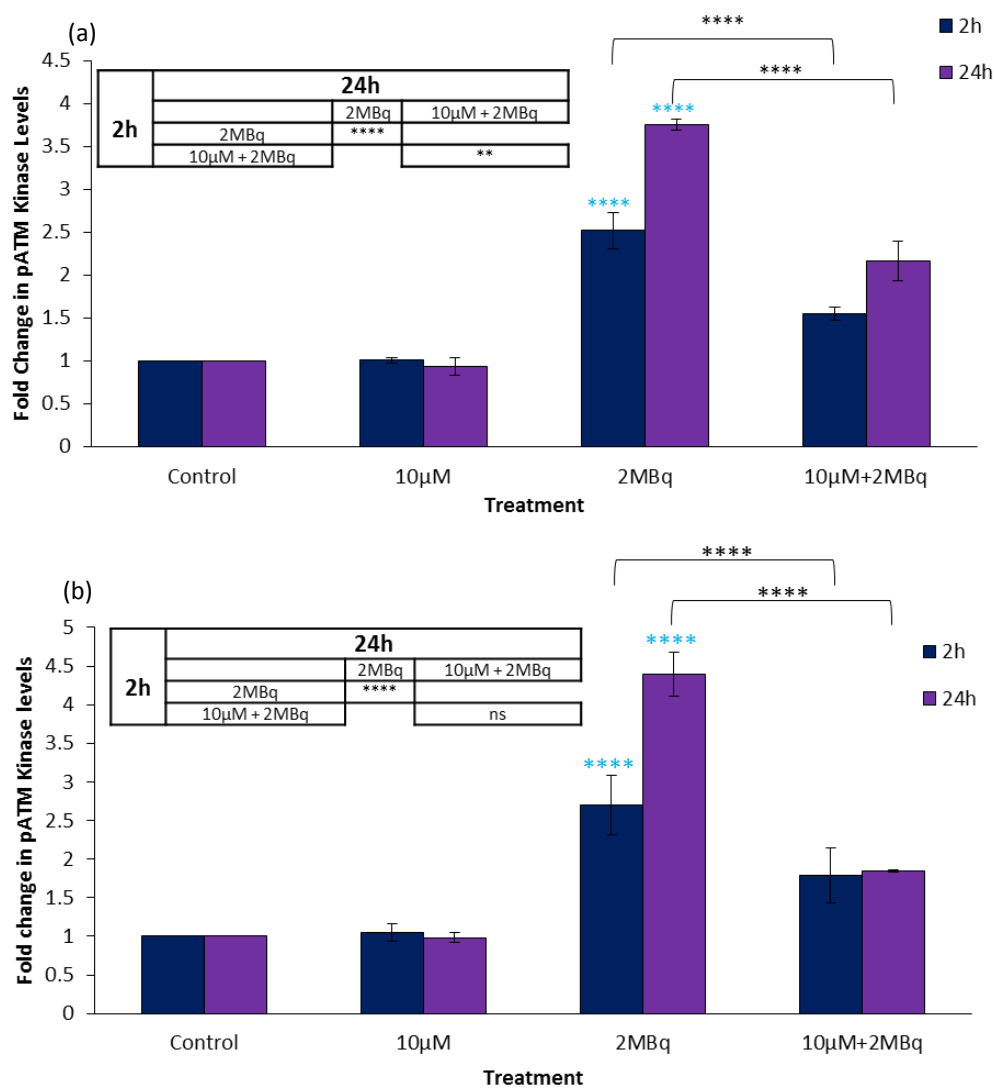 (a)
****
2h
24h
****
4.5
4
3.5
3
2.5
2
1.5
1
0.5
0
Fold Change in pATM Kinase Levels
2h
24h
2MBq
10µM + 2MBq
2MBq
****
10µM + 2MBq
**
****
****
Control
10µM
2MBq
10µM+2MBq
Treatment
(b)
****
****
2h
24h
5
4.5
4
3.5
3
2.5
2
1.5
1
0.5
0
Fold change in pATM Kinase levels
2h
24h
2MBq
10µM + 2MBq
2MBq
****
10µM + 2MBq
ns
****
****
Control
10µM
2MBq
10µM+2MBq
Treatment